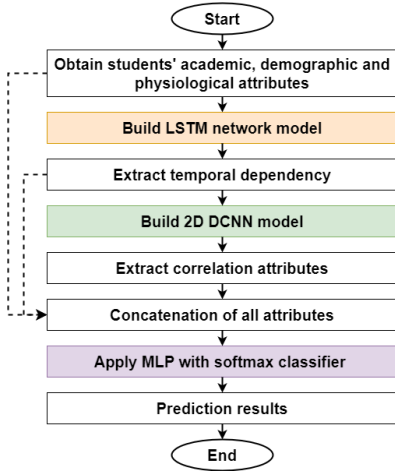 Start
Obtain students' academic, demographic and
physiological attributes
Build LSTM network model
Extract temporal dependency
Build 2D DCNN model
Extract correlation attributes
Concatenation of all attributes
Apply MLP with softmax classifier
Prediction results
End